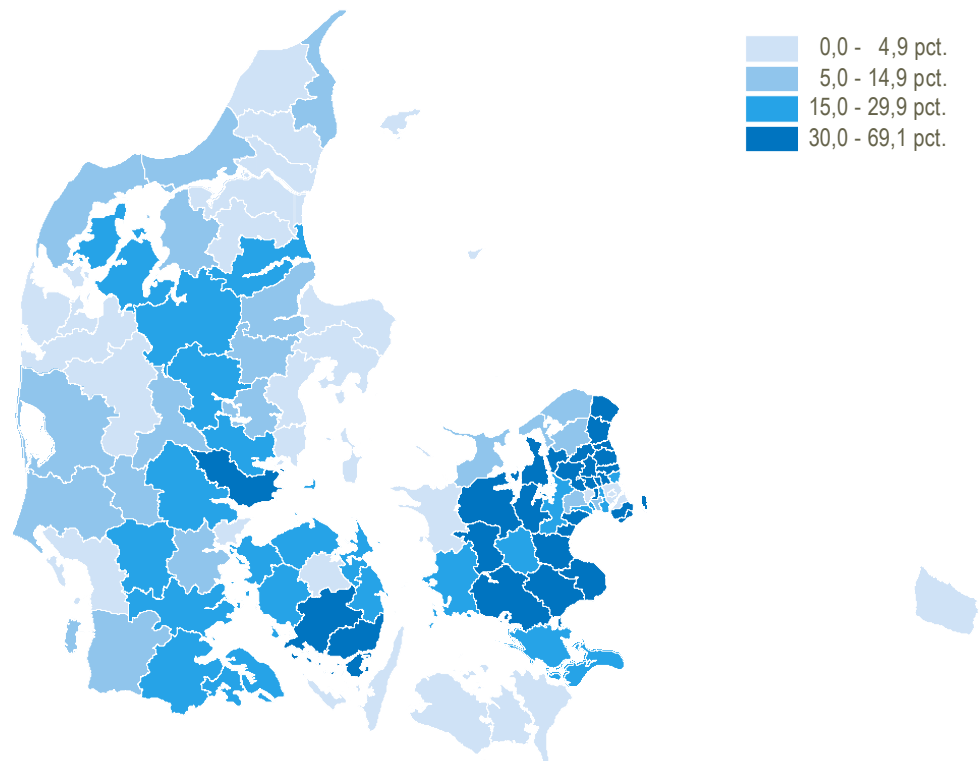 0,0 - 4,9 pct.
5,0 - 14,9 pct.
15,0 - 29,9 pct.
30,0 - 69,1 pct.